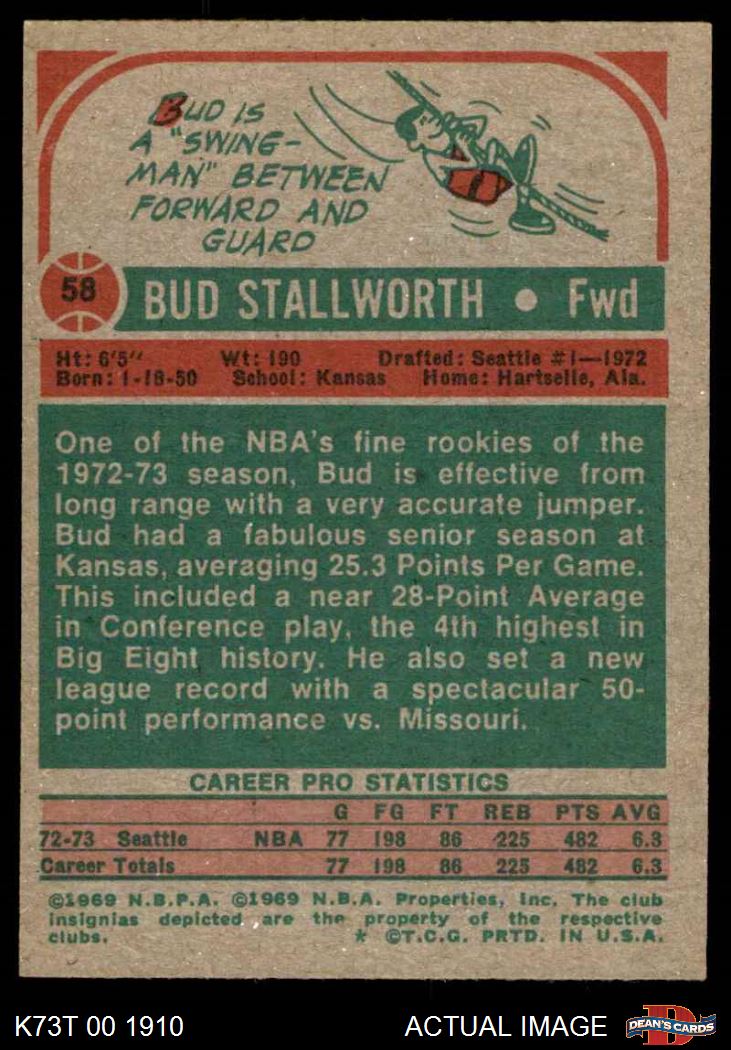 BUD IS
A "SWING-
MAN" BETWEEN
FORWARD AND
GUARD
58
BUD STALLWORTH • Fwd
Ht: 6'5" Wt: 190 Drafted: Seattle #1—1972
Born: 1-18-50 School: Kansas Home: Hartselle, Ala.
One of the NBA's fine rookies of the
1972-73 season, Bud is effective from
long range with a very accurate jumper.
Bud had a fabulous senior season at
Kansas, averaging 25.3 Points Per Game.
This included a near 28-Point Average
in Conference play, the 4th highest in
Big Eight history. He also set a new
league record with a spectacular 50-
point performance vs. Missouri.
CAREER PRO STATISTICS
G FG FT REB PTS AVG
72-73 Seattle NBA 77 198 86 225 482 6.3
Career Totals 77 198 86 225 482 6.3
©1969 N.B.P.A. ©1969 N.B.A. Properties, Inc. The club
insignias depicted are the property of the respective
clubs. * ©T.C.G. PRTD. IN U.S.A.
K73T 00 1910 ACTUAL IMAGE
D
DEAN'S CARDS